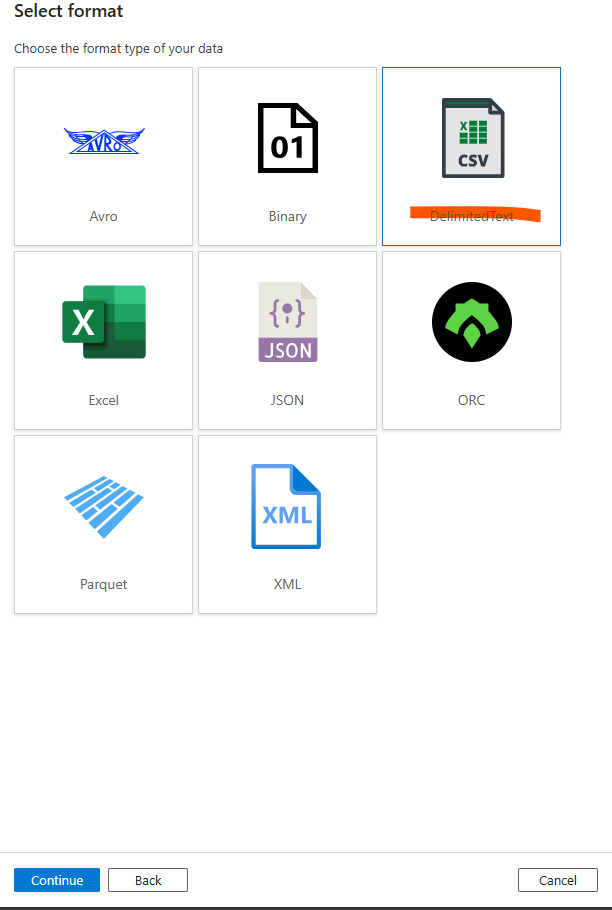 Select format
Choose the format type of your data
AVRO
Avro
01
Binary
X
CSV
DelimitedText
X
Excel
{ }
JSON
JSON
ORC
Parquet
XML
XML
Continue
Back
Cancel